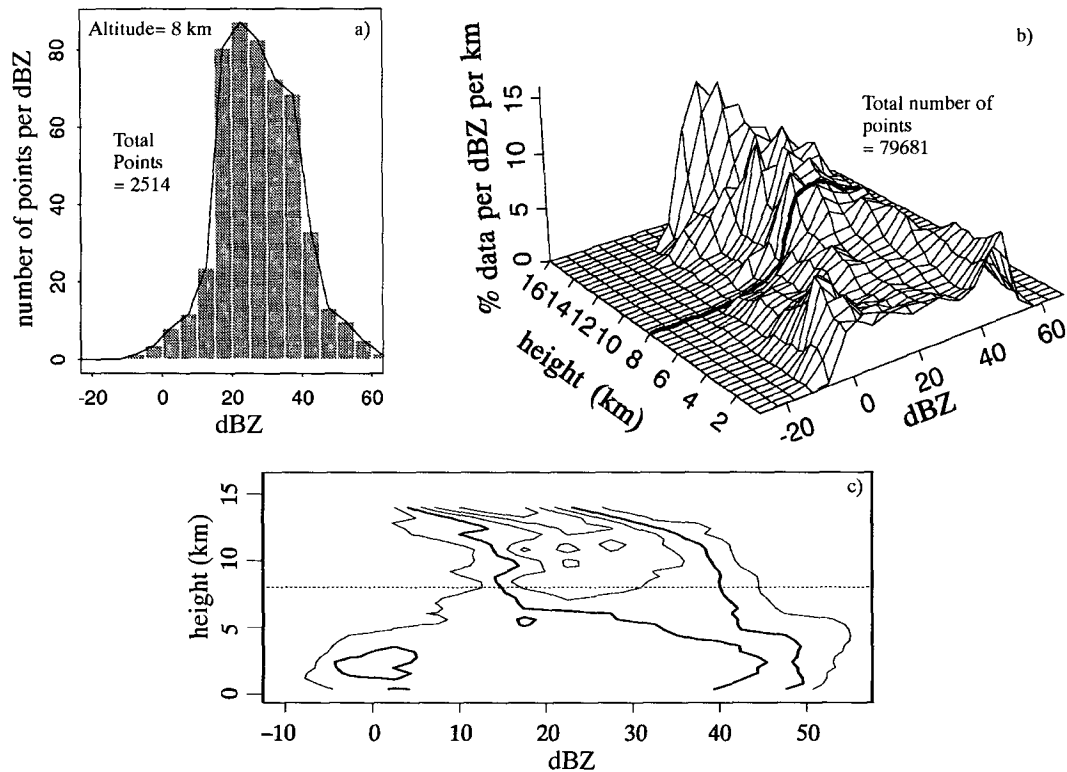 Altitude= 8 km
a)
number of points per dBZ
80
60
40
20
0
Total
Points
= 2514
-20
0
20
40
60
dBZ
b)
% data per dBZ per km
15
10
5
0
Total number of
points
= 79681
16
14
12
10
8
6
4
2
height (km)
-20
0
20
40
60
dBZ
c)
height (km)
15
10
5
0
-10
0
10
20
30
40
50
dBZ